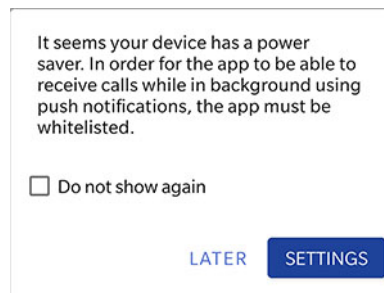 It seems your device has a power
saver. In order for the app to be able to
receive calls while in background using
push notifications, the app must be
whitelisted.
Do not show again
LATER
SETTINGS